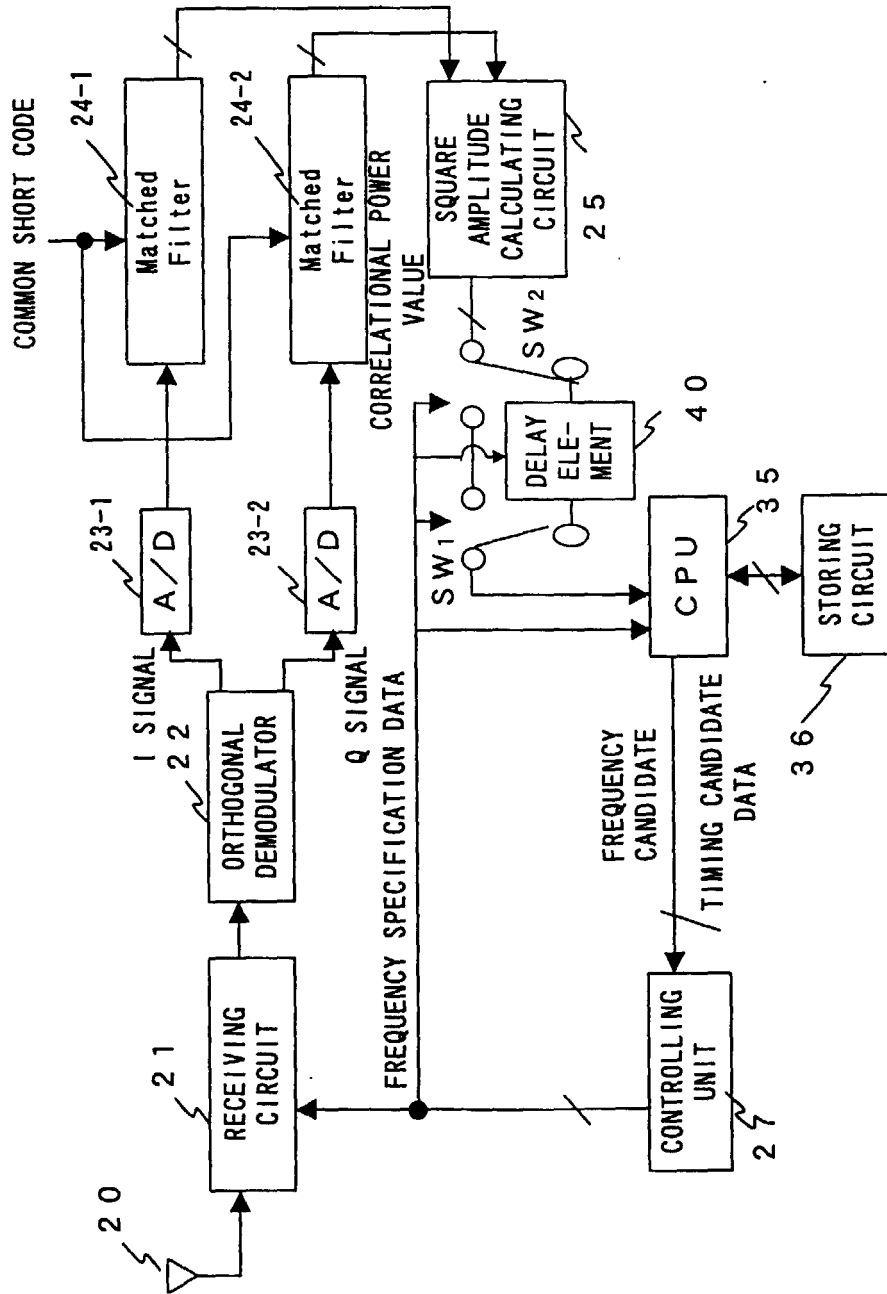 COMMON SHORT CODE
24-1
Matched
Filter
24-2
Matched
Filter
23-1
A/D
23-2
A/D
I SIGNAL
Q SIGNAL
22
ORTHOGONAL
DEMODULATOR
21
RECEIVING
CIRCUIT
20
FREQUENCY SPECIFICATION DATA
CORRELATIONAL POWER
VALUE
SQUARE
AMPLITUDE
CALCULATING
CIRCUIT
25
SW2
SW1
DELAY
ELE-
MENT
40
CPU
35
STORING
CIRCUIT
36
FREQUENCY
CANDIDATE
TIMING CANDIDATE
DATA
CONTROLLING
UNIT
27